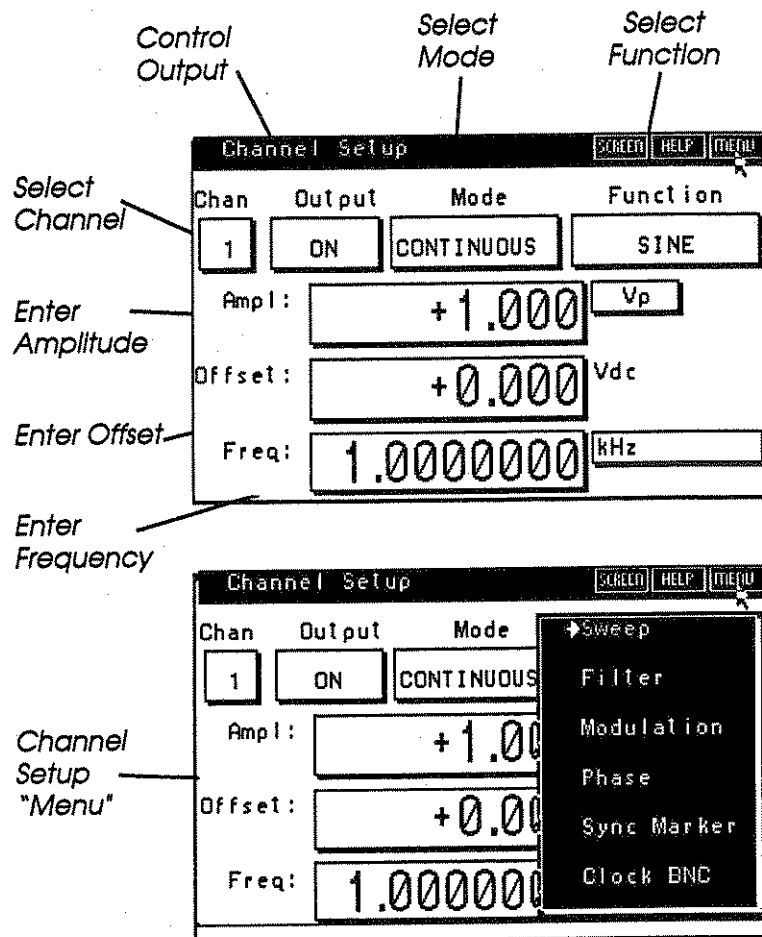 Control Output
Select Mode
Select Function
Channel Setup SCREEN HELP MENU
Select Channel
Chan Output Mode Function
1 ON CONTINUOUS SINE
Enter Amplitude
Ampl: +1.000 Vp
Offset: +0.000 Vdc
Enter Offset
Freq: 1.0000000 kHz
Enter Frequency
Channel Setup SCREEN HELP MENU
Chan Output Mode
1 ON CONTINUOUS
Ampl: +1.00
Channel Setup "Menu"
Offset: +0.00
Freq: 1.000000
Sweep
Filter
Modulation
Phase
Sync Marker
Clock BNC